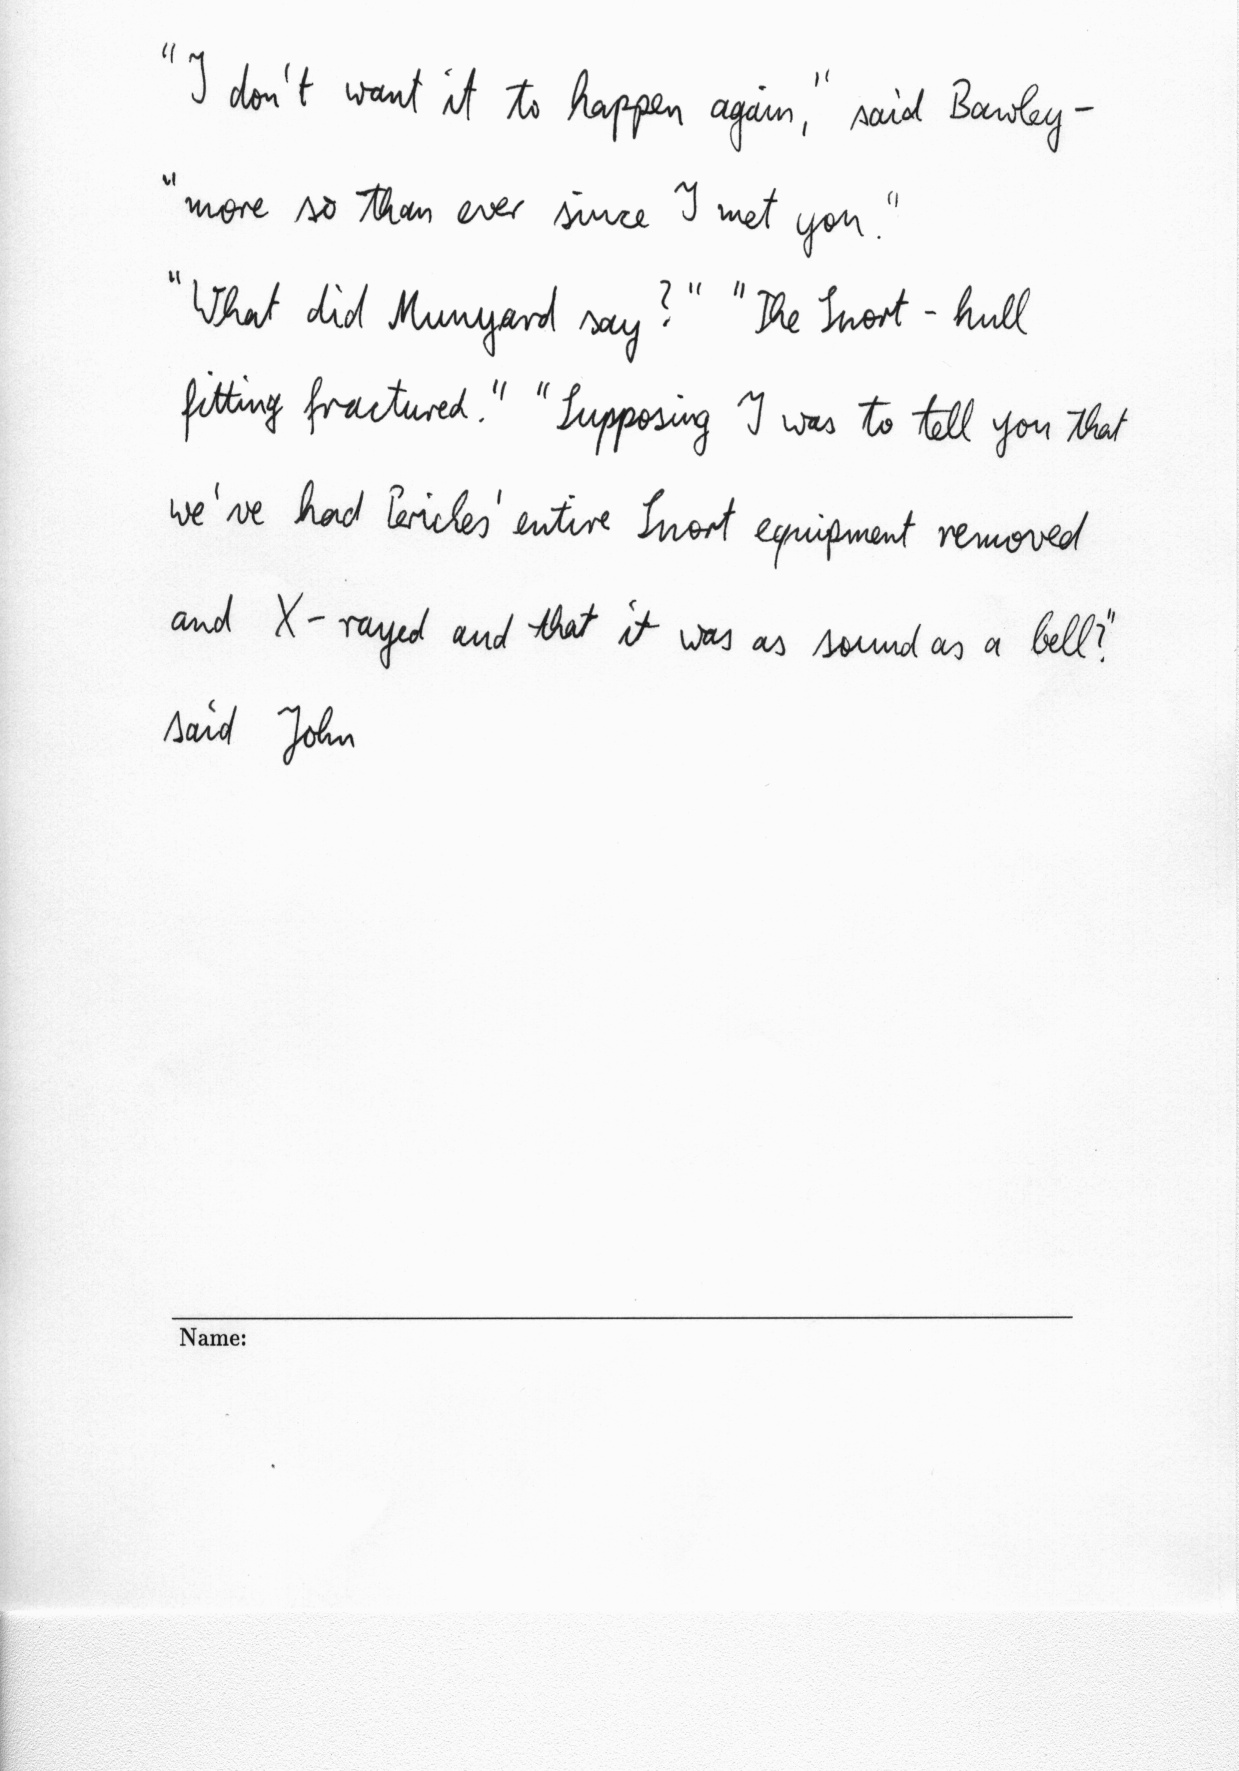 "I don't want it to happen again," said Bawley -
"more so than ever since I met you."
"What did Munyard say?" "The Snort - hull
fitting fractured." "Supposing I was to tell you that
we've had Pericles' entire Snort equipment removed
and X-rayed and that it was as sound as a bell?"
said John
Name: